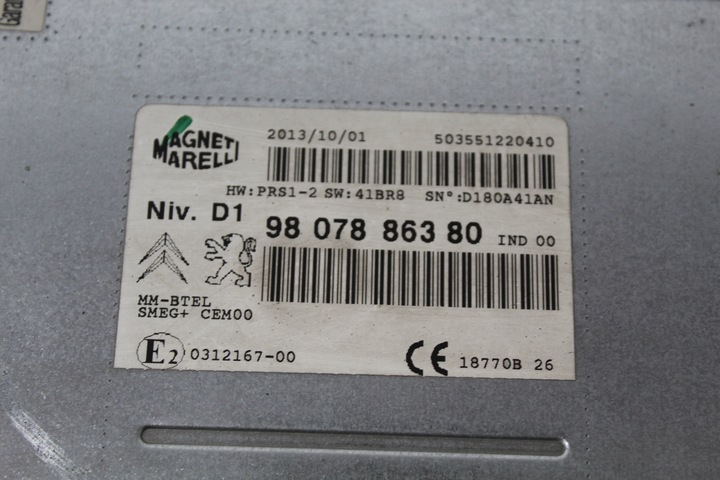 MAGNETI
MARELLI
2013/10/01 503551220410
HW:PRS1-2 SW:41BR8 SN°:D180A41AN
Niv. D1 98 078 863 80 IND 00
MM-BTEL
SMEG+ CEM00
E2 0312167-00 CE 18770B 26